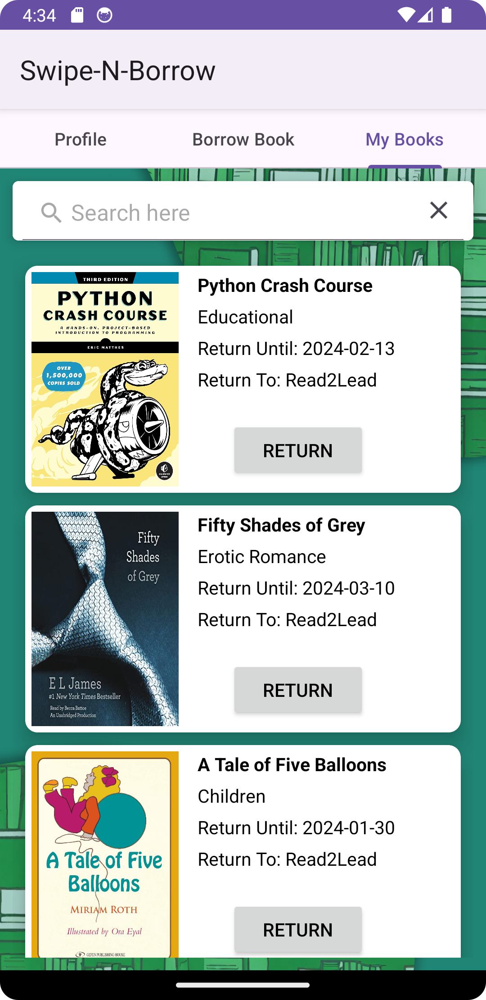 4:34
Swipe-N-Borrow
Profile
Borrow Book
My Books
Search here
THIRD EDITION
PYTHON
CRASH COURSE
A HANDS-ON, PROJECT-BASED
INTRODUCTION TO PROGRAMMING
ERIC MATTHES
OVER
1,500,000
COPIES SOLD
no starch
press
Python Crash Course
Educational
Return Until: 2024-02-13
Return To: Read2Lead
RETURN
Fifty
Shades
of Grey
E L James
#1 New York Times Bestseller
Read by Becca Battoe
An Unabridged Production
Fifty Shades of Grey
Erotic Romance
Return Until: 2024-03-10
Return To: Read2Lead
RETURN
A Tale of Five
Balloons
MIRIAM ROTH
Illustrated by Ora Eyal
GEFEN PUBLISHING HOUSE
A Tale of Five Balloons
Children
Return Until: 2024-01-30
Return To: Read2Lead
RETURN